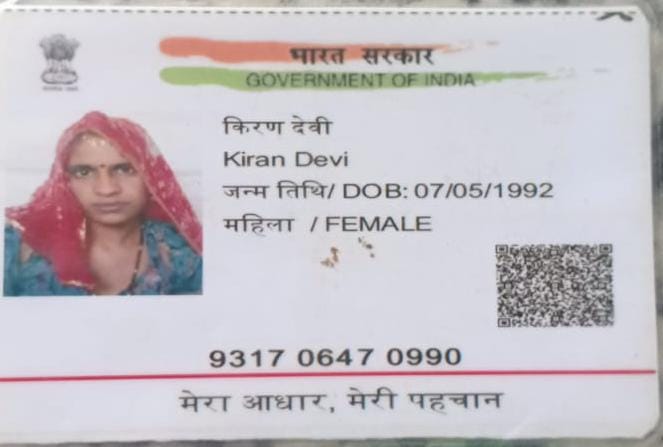 भारत सरकार
GOVERNMENT OF INDIA
किरण देवी
Kiran Devi
जन्म तिथि/ DOB: 07/05/1992
महिला / FEMALE
9317 0647 0990
मेरा आधार, मेरी पहचान